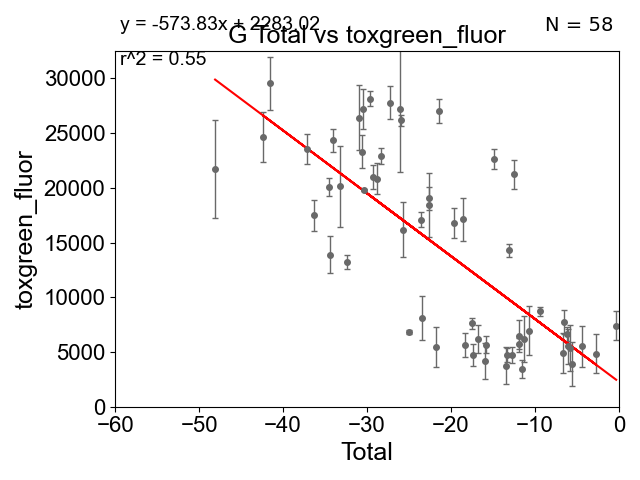 y = -573.83x + 2283.02
N = 58
G Total vs toxgreen_fluor
r^2 = 0.55
toxgreen_fluor
30000
25000
20000
15000
10000
5000
0
−60 −50 −40 −30 −20 −10 0
Total